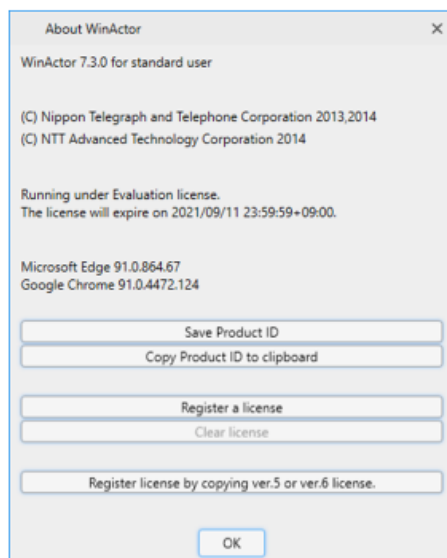 About WinActor
WinActor 7.3.0 for standard user
(C) Nippon Telegraph and Telephone Corporation 2013,2014
(C) NTT Advanced Technology Corporation 2014
Running under Evaluation license.
The license will expire on 2021/09/11 23:59:59+09:00.
Microsoft Edge 91.0.864.67
Google Chrome 91.0.4472.124
Save Product ID
Copy Product ID to clipboard
Register a license
Clear license
Register license by copying ver.5 or ver.6 license.
OK